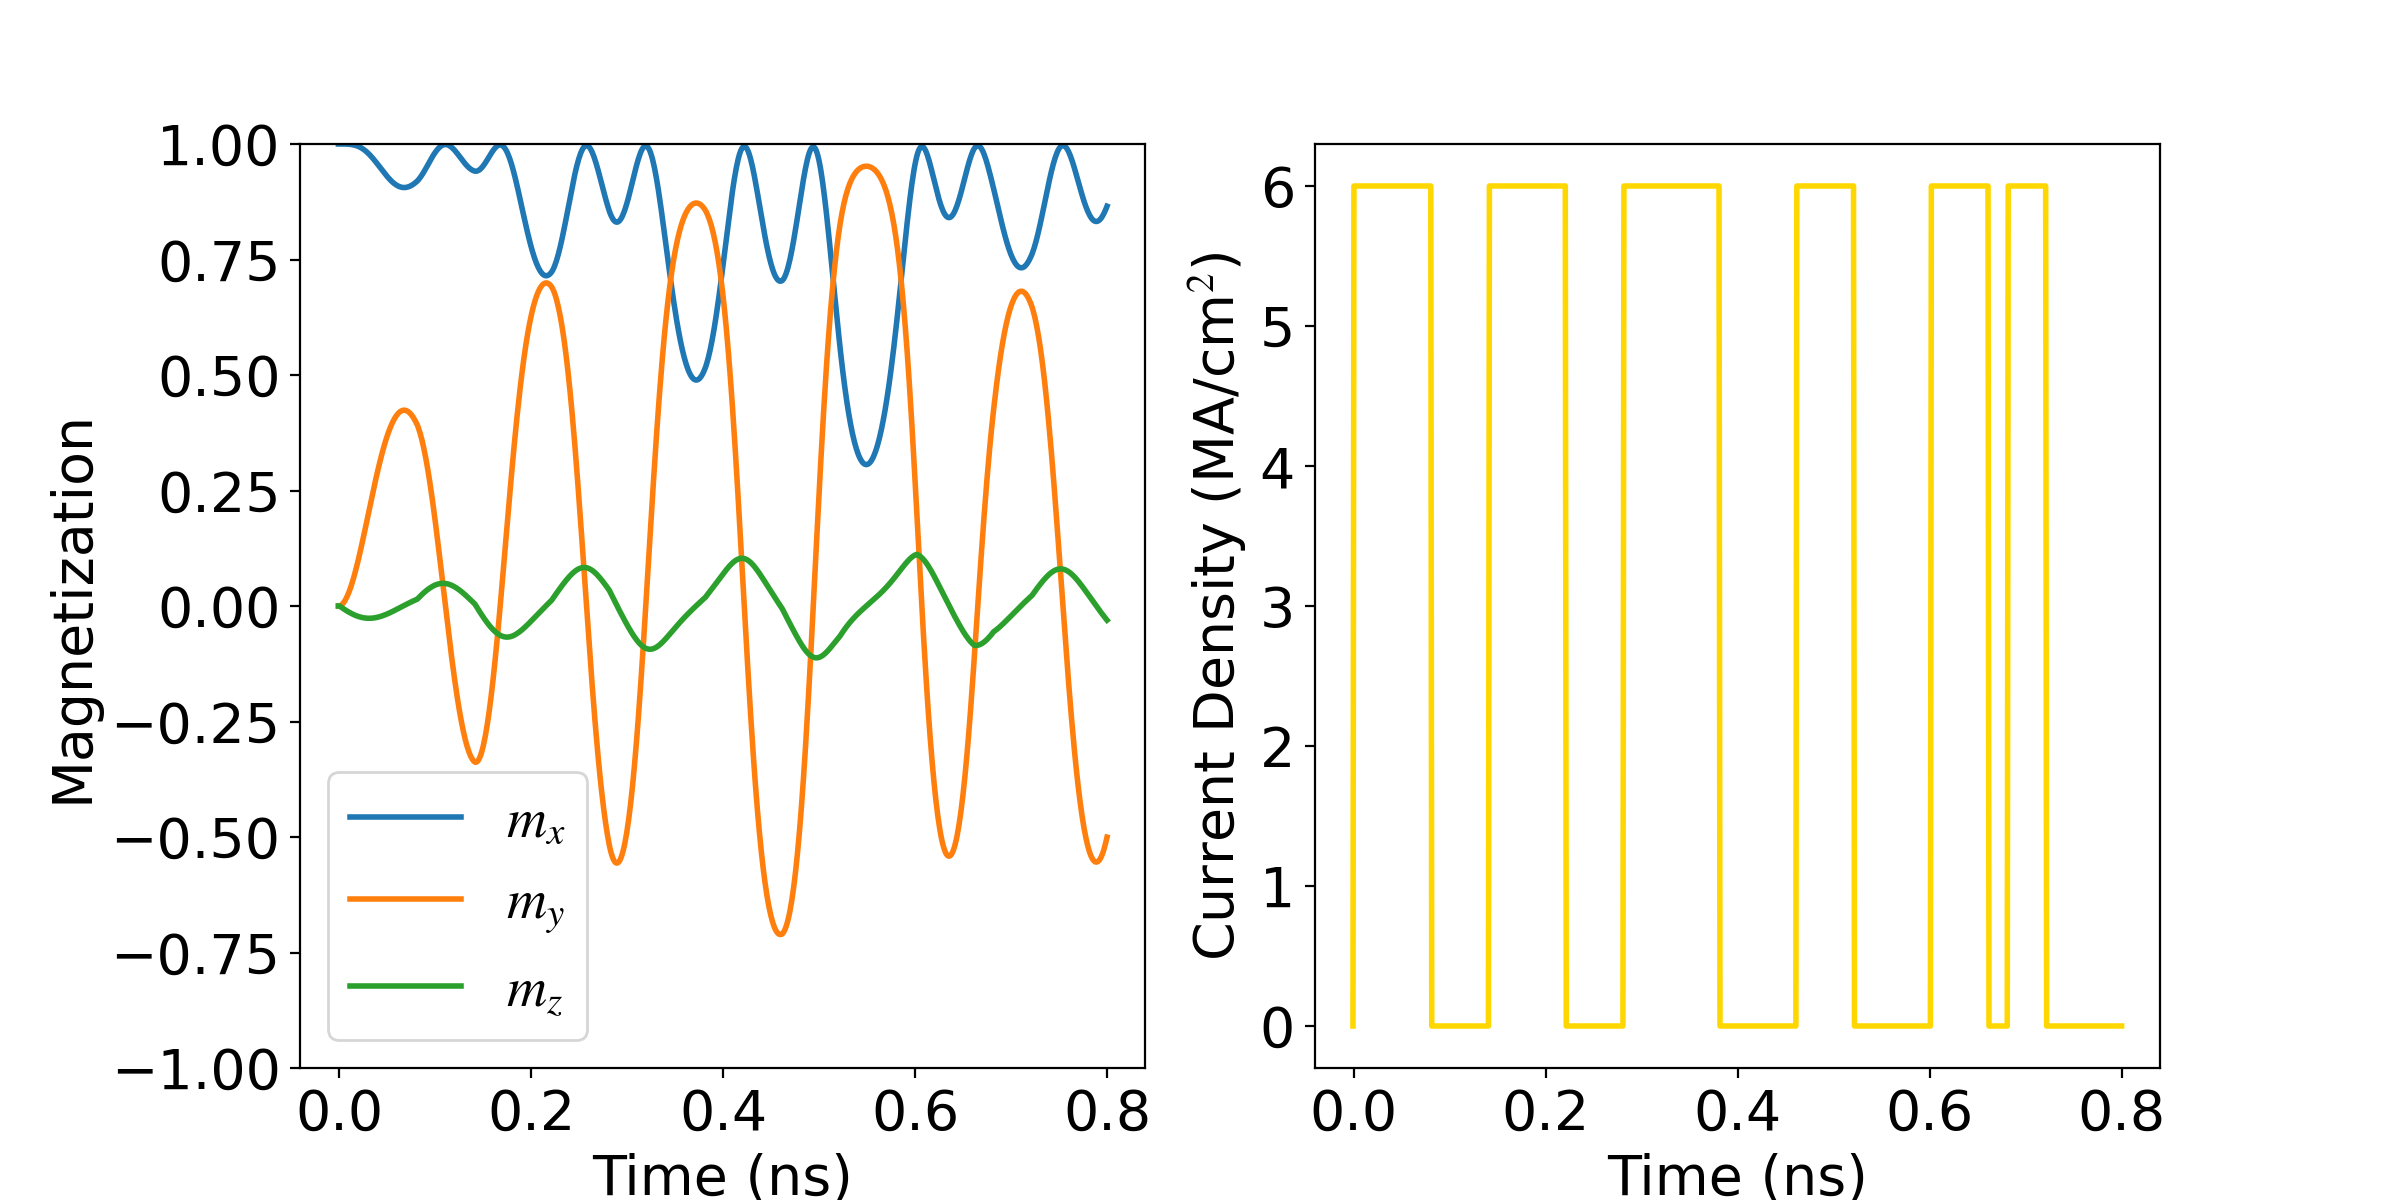 Magnetization
1.00
0.75
0.50
0.25
0.00
−0.25
−0.50
−0.75
−1.00
m_x
m_y
m_z
0.0 0.2 0.4 0.6 0.8
Time (ns)
Current Density (MA/cm²)
6
5
4
3
2
1
0
0.0 0.2 0.4 0.6 0.8
Time (ns)